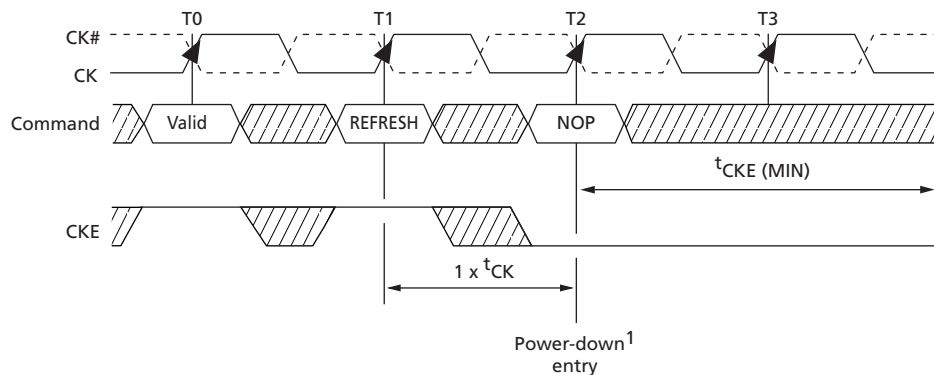 T0 T1 T2 T3
CK#
CK
Command Valid REFRESH NOP
tCKE (MIN)
CKE
1 x tCK
Power-down1
entry